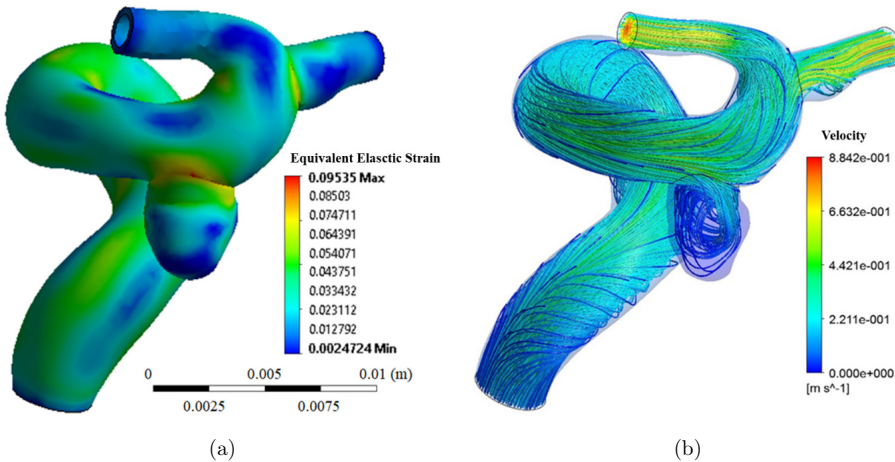 Equivalent Elasctic Strain
0.09535 Max
0.08503
0.074711
0.064391
0.054071
0.043751
0.033432
0.023112
0.012792
0.0024724 Min
0 0.005 0.01 (m)
0.0025 0.0075
(a)
Velocity
8.842e-001
6.632e-001
4.421e-001
2.211e-001
0.000e+000
[m s^-1]
(b)